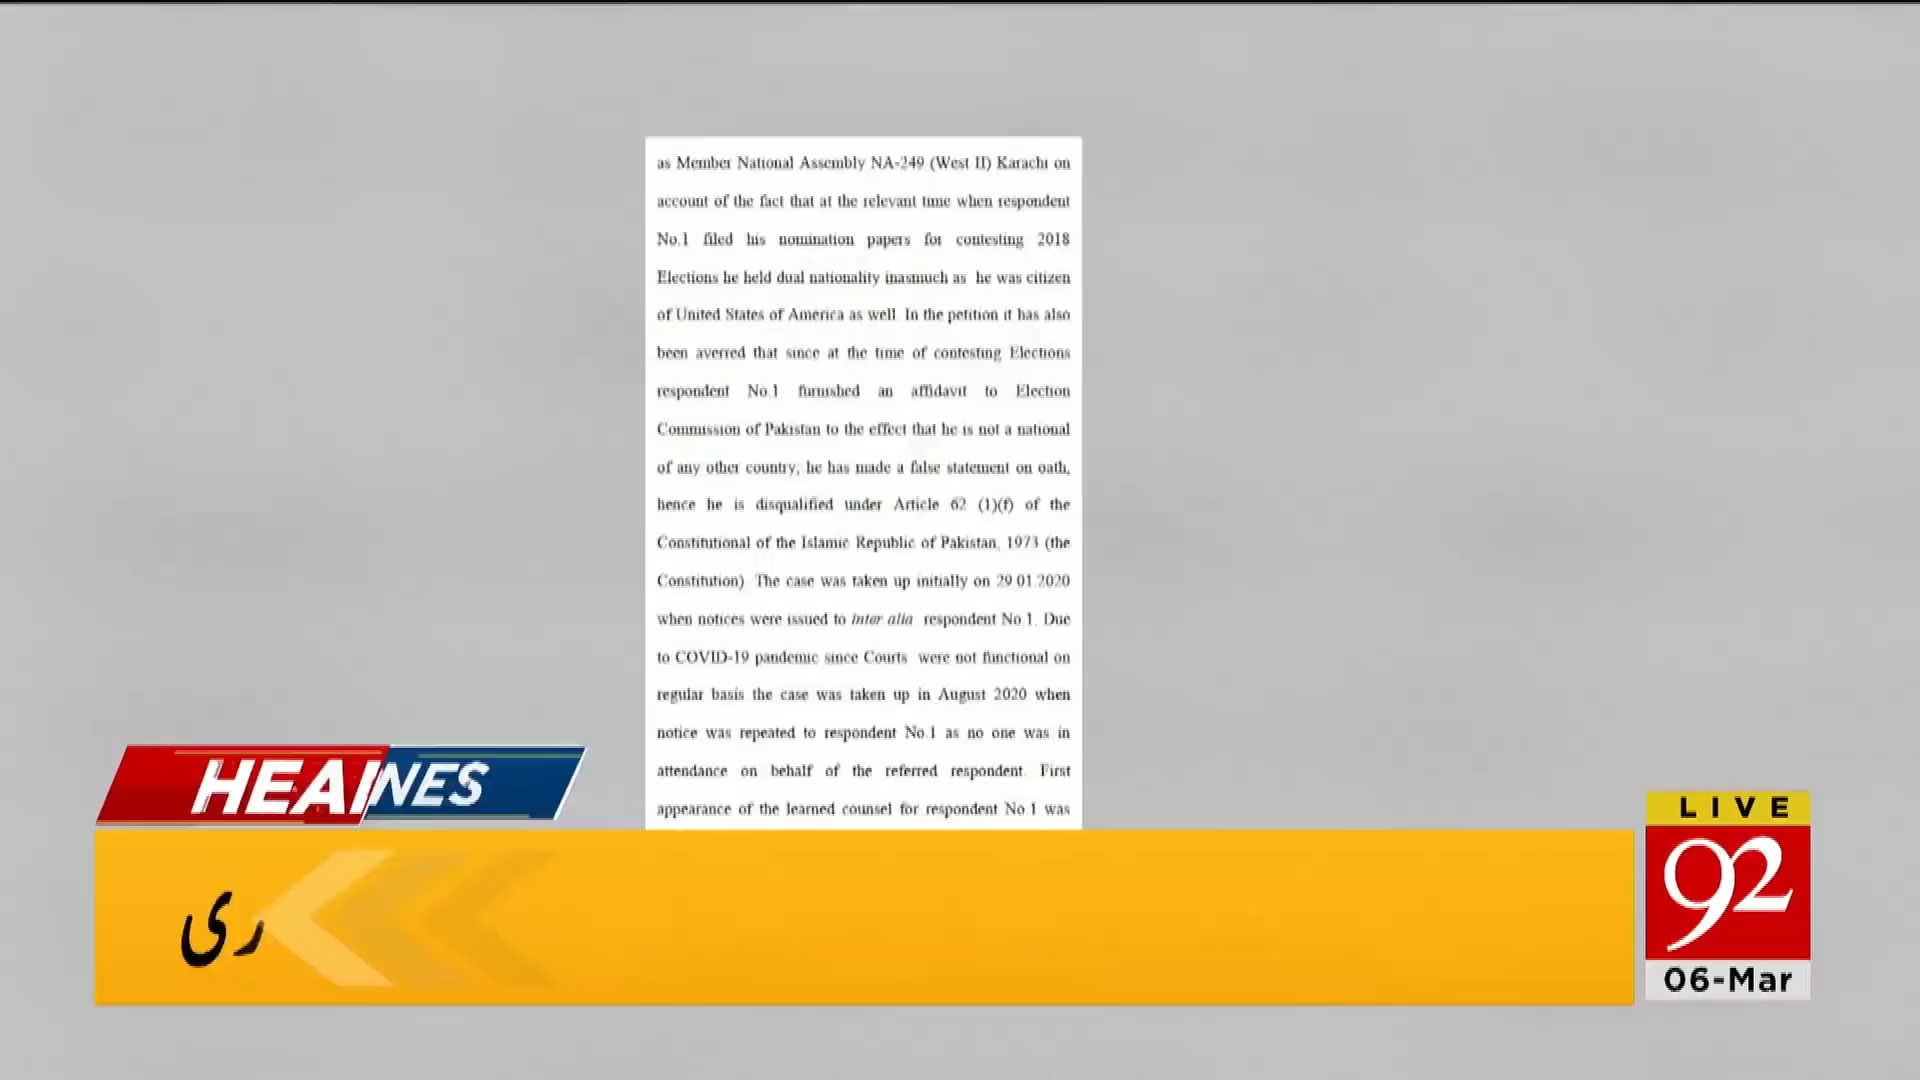 as Member National Assembly NA-249 (West II) Karachi on
account of the fact that at the relevant time when respondent
No.1 filed his nomination papers for contesting 2018
Elections he held dual nationality inasmuch as he was citizen
of United States of America as well. In the petition it has also
been averred that since at the time of contesting Elections
respondent No.1 furnished an affidavit to Election
Commission of Pakistan to the effect that he is not a national
of any other country, he has made a false statement on oath,
hence he is disqualified under Article 62 (1)(f) of the
Constitutional of the Islamic Republic of Pakistan, 1973 (the
Constitution). The case was taken up initially on 29.01.2020
when notices were issued to inter alia respondent No.1. Due
to COVID-19 pandemic since Courts were not functional on
regular basis the case was taken up in August 2020 when
notice was repeated to respondent No.1 as no one was in
attendance on behalf of the referred respondent. First
appearance of the learned counsel for respondent No.1 was
HEAINES
ری
LIVE
92
06-Mar